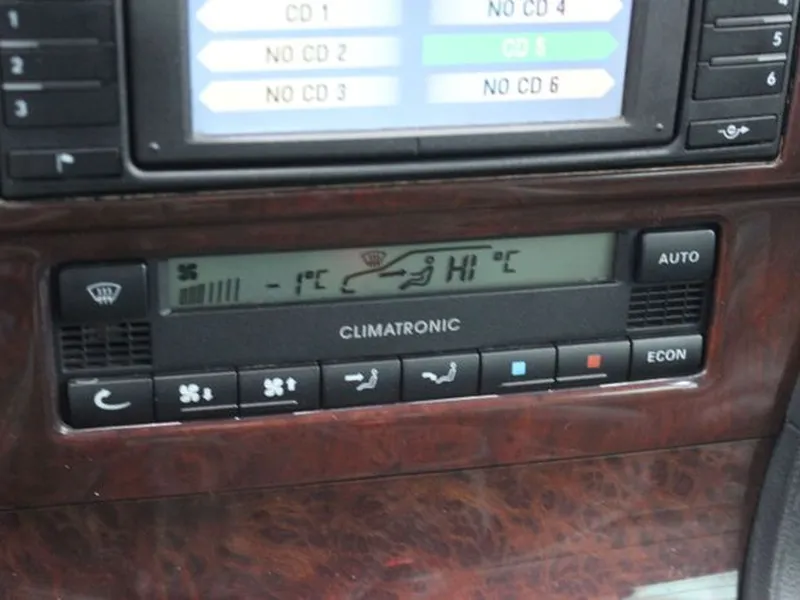 1
2
3
CD 1
NO CD 2
NO CD 3
NO CD 4
CD 5
NO CD 6
4
5
6
-1°C
HI °C
AUTO
CLIMATRONIC
ECON